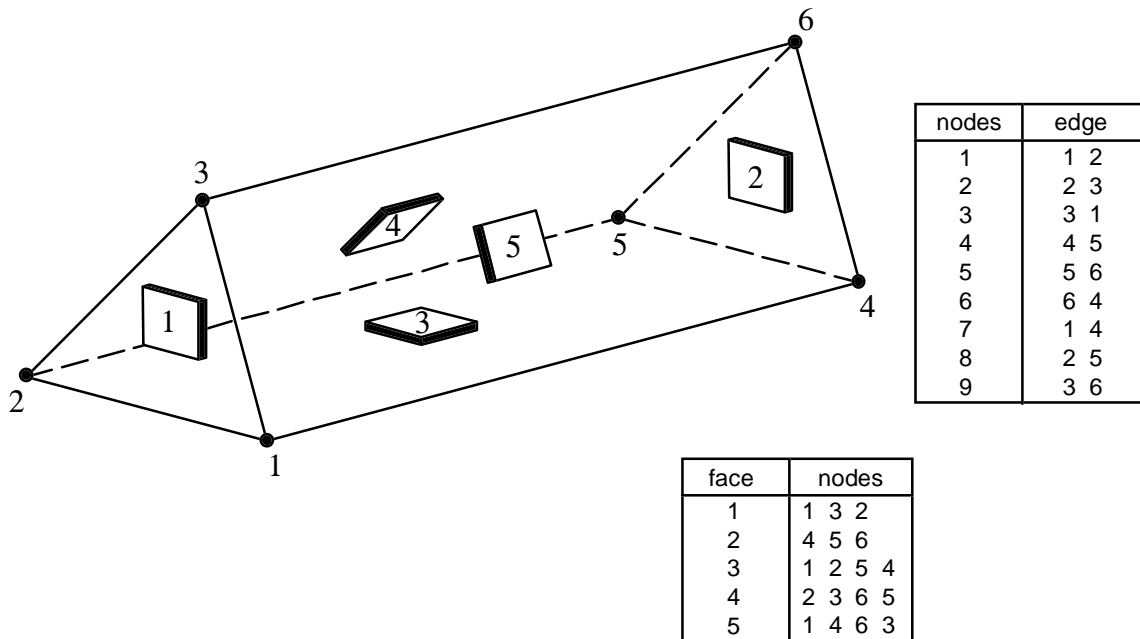 6
3
4
2
5
5
1
3
4
2
1
nodes edge
1 1 2
2 2 3
3 3 1
4 4 5
5 5 6
6 6 4
7 1 4
8 2 5
9 3 6
face nodes
1 1 3 2
2 4 5 6
3 1 2 5 4
4 2 3 6 5
5 1 4 6 3